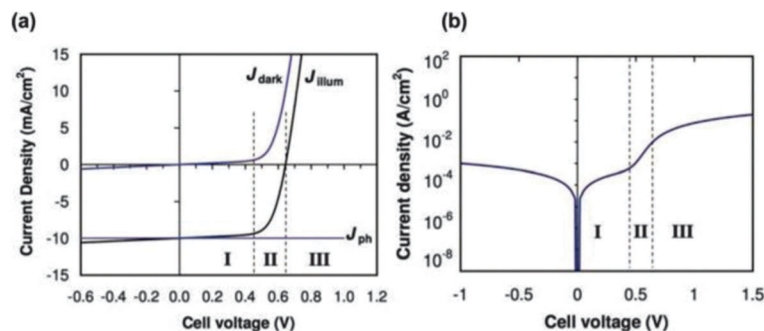 (a)
15
10
5
0
-5
-10
-15
Current Density (mA/cm²)
J dark
J illum
J ph
I II III
-0.6 -0.4 -0.2 0.0 0.2 0.4 0.6 0.8 1.0 1.2
Cell voltage (V)
(b)
10²
10⁰
10⁻²
10⁻⁴
10⁻⁶
10⁻⁸
Current density (A/cm²)
I II III
-1 -0.5 0 0.5 1 1.5
Cell voltage (V)